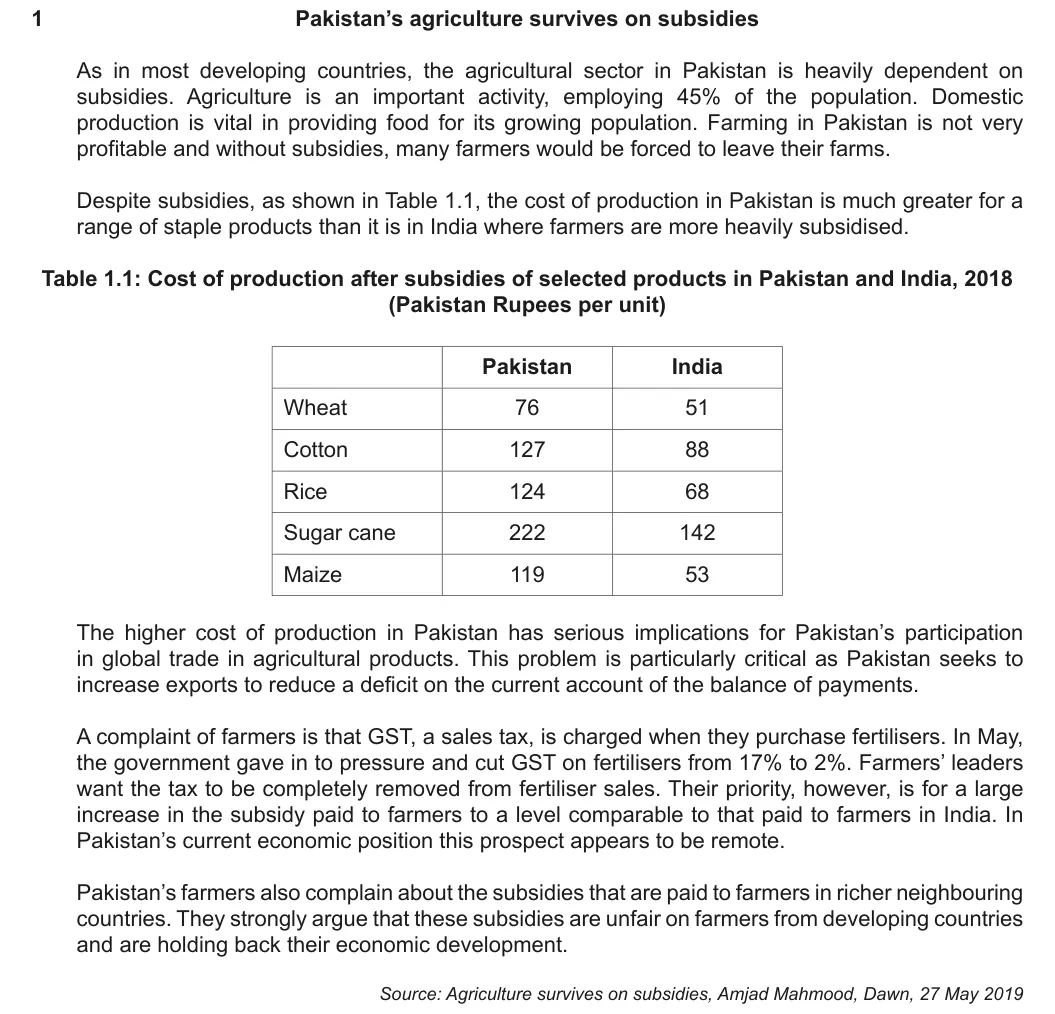 1 Pakistan’s agriculture survives on subsidies
As in most developing countries, the agricultural sector in Pakistan is heavily dependent on
subsidies. Agriculture is an important activity, employing 45% of the population. Domestic
production is vital in providing food for its growing population. Farming in Pakistan is not very
profitable and without subsidies, many farmers would be forced to leave their farms.
Despite subsidies, as shown in Table 1.1, the cost of production in Pakistan is much greater for a
range of staple products than it is in India where farmers are more heavily subsidised.
Table 1.1: Cost of production after subsidies of selected products in Pakistan and India, 2018
(Pakistan Rupees per unit)
Pakistan India
Wheat 76 51
Cotton 127 88
Rice 124 68
Sugar cane 222 142
Maize 119 53
The higher cost of production in Pakistan has serious implications for Pakistan’s participation
in global trade in agricultural products. This problem is particularly critical as Pakistan seeks to
increase exports to reduce a deficit on the current account of the balance of payments.
A complaint of farmers is that GST, a sales tax, is charged when they purchase fertilisers. In May,
the government gave in to pressure and cut GST on fertilisers from 17% to 2%. Farmers’ leaders
want the tax to be completely removed from fertiliser sales. Their priority, however, is for a large
increase in the subsidy paid to farmers to a level comparable to that paid to farmers in India. In
Pakistan’s current economic position this prospect appears to be remote.
Pakistan’s farmers also complain about the subsidies that are paid to farmers in richer neighbouring
countries. They strongly argue that these subsidies are unfair on farmers from developing countries
and are holding back their economic development.
Source: Agriculture survives on subsidies, Amjad Mahmood, Dawn, 27 May 2019